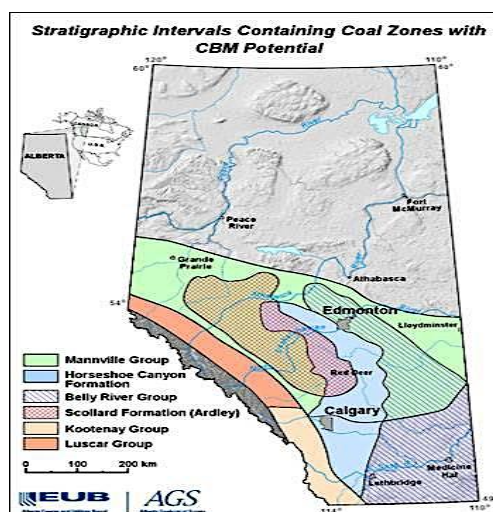 Stratigraphic Intervals Containing Coal Zones with
CBM Potential
120°
110°
60°
60°
CANADA
U.S.A.
ALBERTA
River
Fort
McMurray
Peace
River
Grande
Prairie
Athabasca
54°
Edmonton
Lloydminster
Red Deer
Mannville Group
Horseshoe Canyon
Formation
Belly River Group
Scollard Formation (Ardley)
Kootenay Group
Luscar Group
Calgary
0 100 200 km
Medicine
Hat
Lethbridge
49°
114°
110°
EUB
AGS